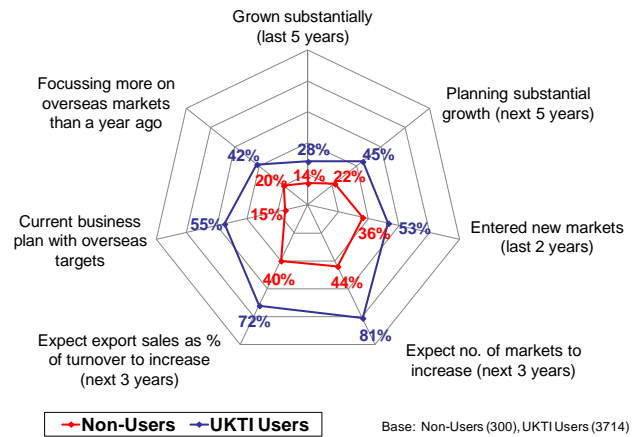 Grown substantially
(last 5 years)
Focussing more on
overseas markets
than a year ago
Planning substantial
growth (next 5 years)
42%
28%
45%
20%
14%
22%
Current business
plan with overseas
targets
55%
15%
36%
53%
Entered new markets
(last 2 years)
40%
44%
72%
81%
Expect export sales as %
of turnover to increase
(next 3 years)
Expect no. of markets to
increase (next 3 years)
Non-Users
UKTI Users
Base: Non-Users (300), UKTI Users (3714)